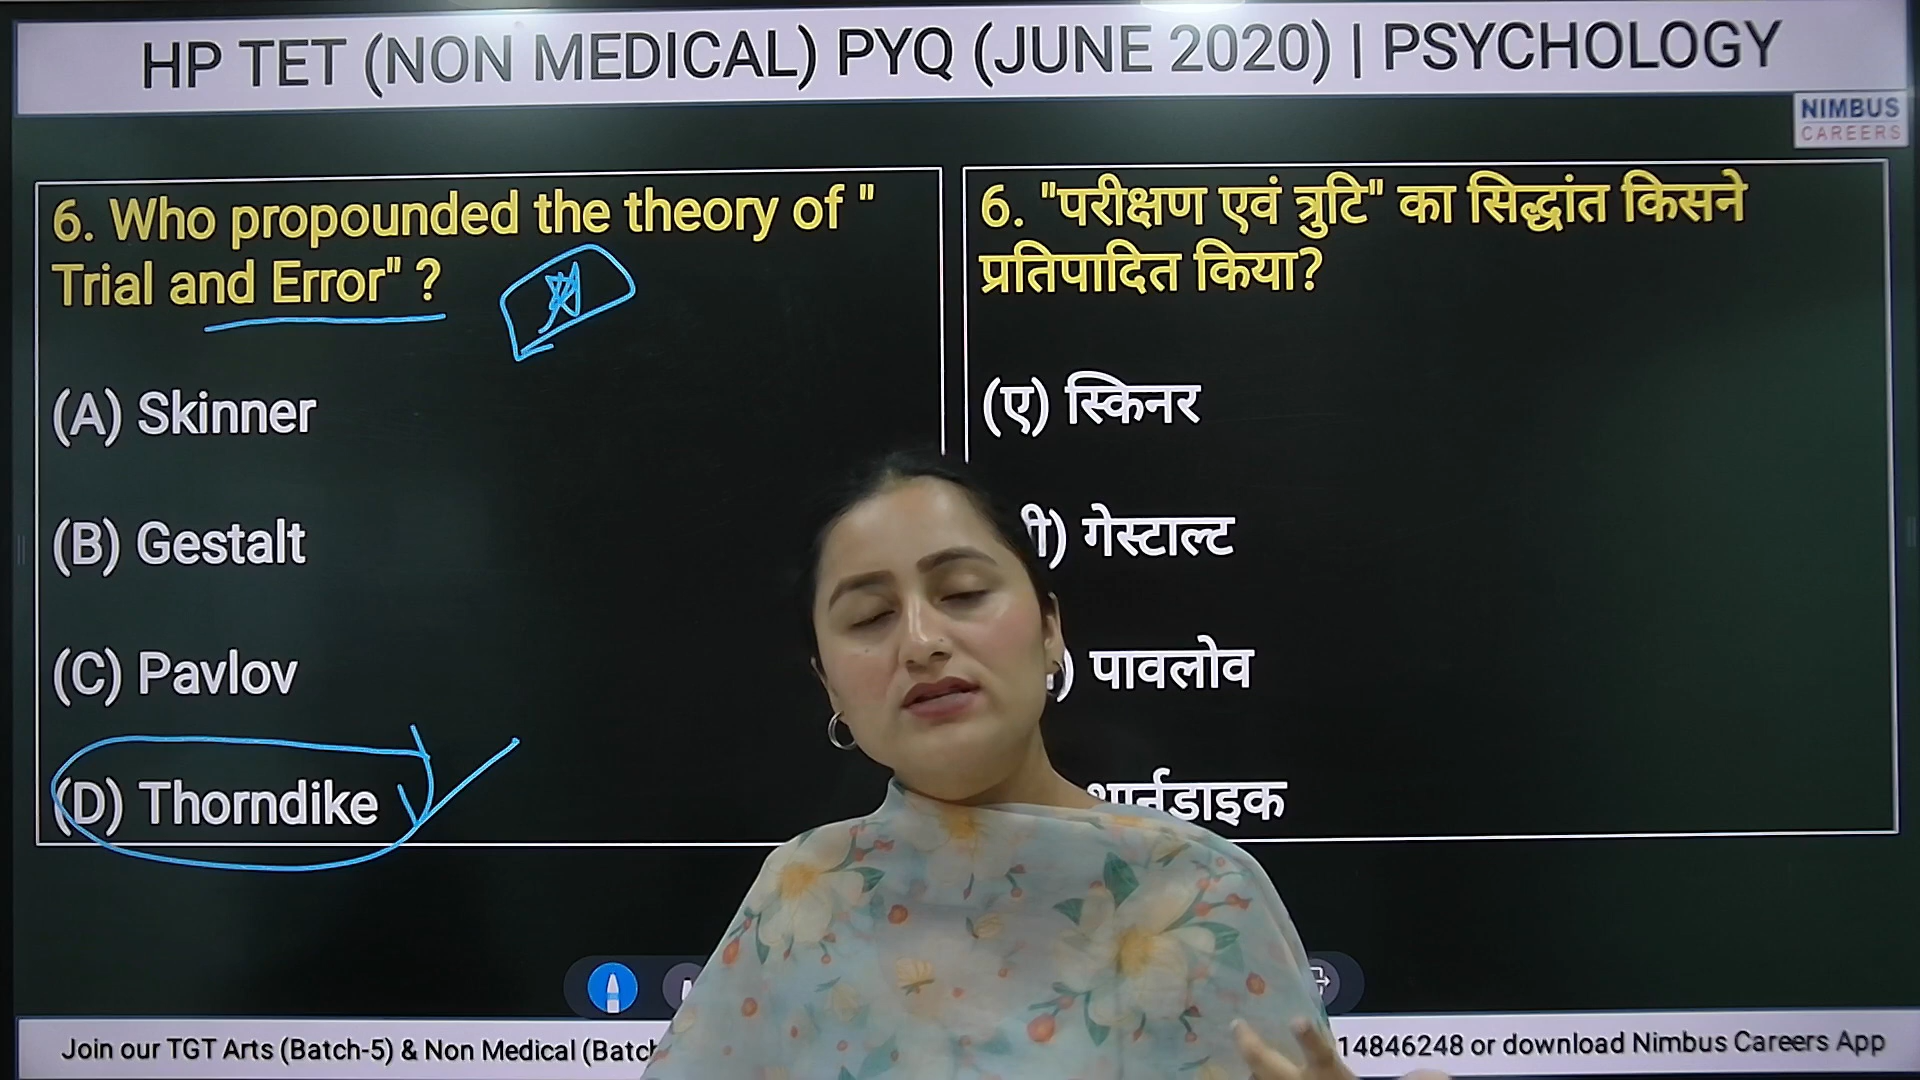 HP TET (NON MEDICAL) PYQ (JUNE 2020) | PSYCHOLOGY
NIMBUS
CAREERS
6. Who propounded the theory of "
Trial and Error" ?
(A) Skinner
(B) Gestalt
(C) Pavlov
(D) Thorndike
6. "परीक्षण एवं त्रुटि" का सिद्धांत किसने
प्रतिपादित किया?
(ए) स्किनर
गेस्टाल्ट
पावलोव
थार्नडाइक
Join our TGT Arts (Batch-5) & Non Medical (Batch
14846248 or download Nimbus Careers App